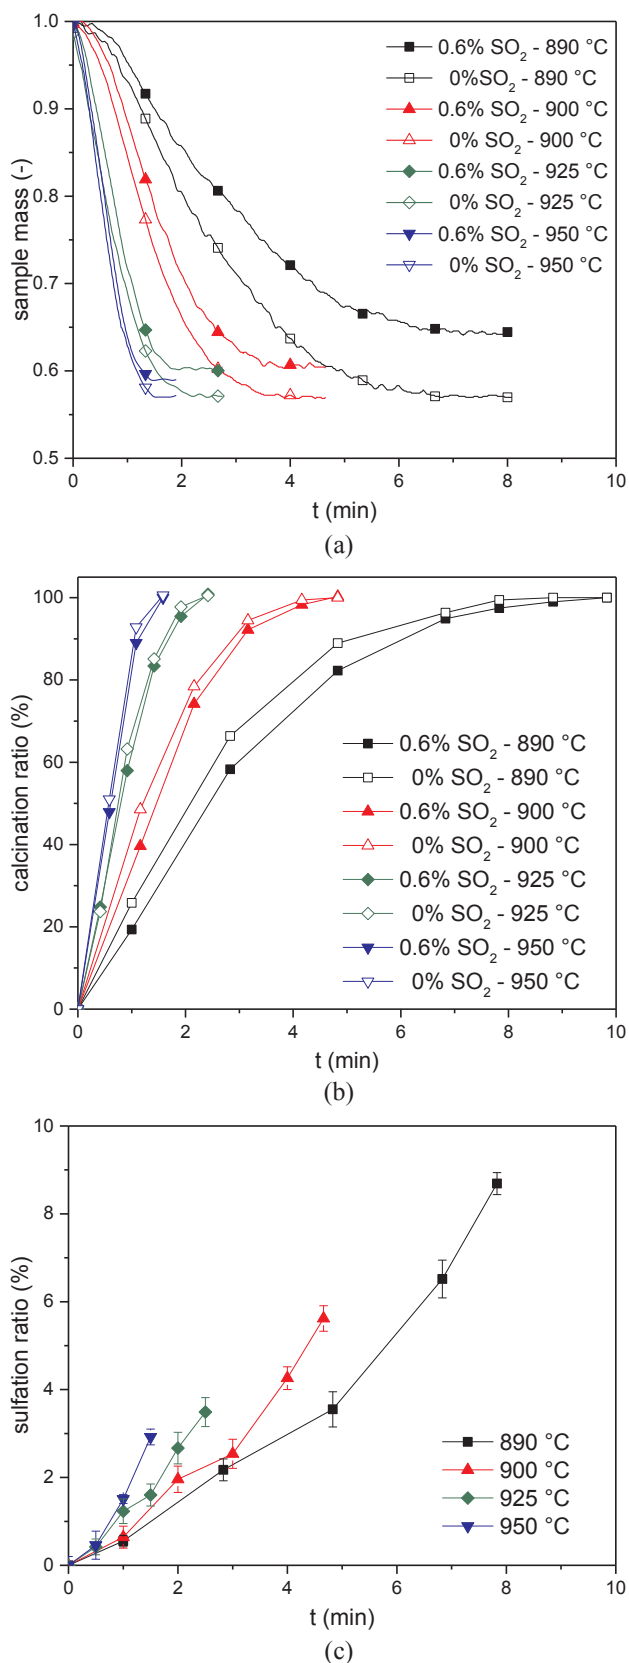 1.0
0.9
0.8
0.7
0.6
0.5
sample mass (-)
0.6% SO2 - 890 °C
0%SO2 - 890 °C
0.6% SO2 - 900 °C
0% SO2 - 900 °C
0.6% SO2 - 925 °C
0% SO2 - 925 °C
0.6% SO2 - 950 °C
0% SO2 - 950 °C
0 2 4 6 8 10
t (min)
(a)
100
80
60
40
20
0
calcination ratio (%)
0.6% SO2 - 890 °C
0% SO2 - 890 °C
0.6% SO2 - 900 °C
0% SO2 - 900 °C
0.6% SO2 - 925 °C
0% SO2 - 925 °C
0.6% SO2 - 950 °C
0% SO2 - 950 °C
0 2 4 6 8 10
t (min)
(b)
10
8
6
4
2
0
sulfation ratio (%)
890 °C
900 °C
925 °C
950 °C
0 2 4 6 8 10
t (min)
(c)